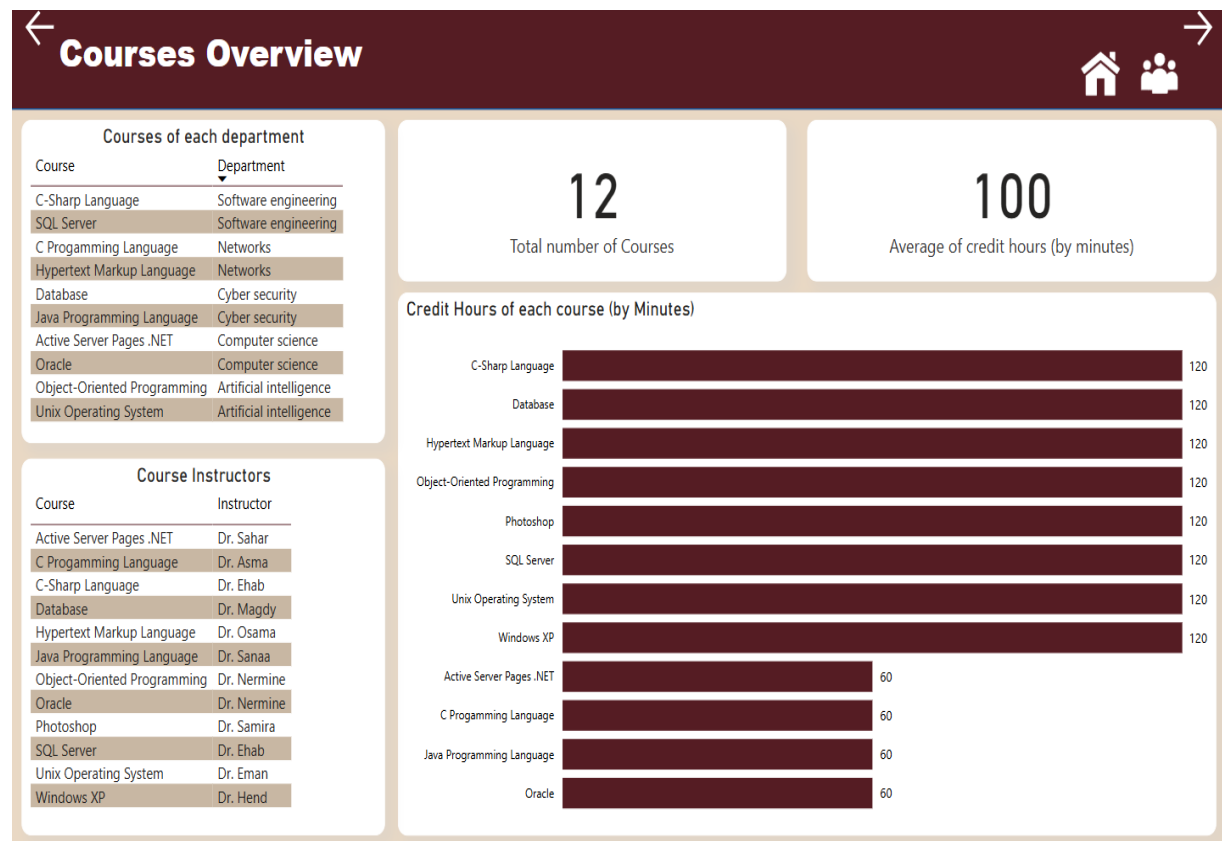 Courses Overview
Courses of each department
Course Department
C-Sharp Language Software engineering
SQL Server Software engineering
C Progamming Language Networks
Hypertext Markup Language Networks
Database Cyber security
Java Programming Language Cyber security
Active Server Pages .NET Computer science
Oracle Computer science
Object-Oriented Programming Artificial intelligence
Unix Operating System Artificial intelligence
12
Total number of Courses
100
Average of credit hours (by minutes)
Course Instructors
Course Instructor
Active Server Pages .NET Dr. Sahar
C Progamming Language Dr. Asma
C-Sharp Language Dr. Ehab
Database Dr. Magdy
Hypertext Markup Language Dr. Osama
Java Programming Language Dr. Sanaa
Object-Oriented Programming Dr. Nermine
Oracle Dr. Nermine
Photoshop Dr. Samira
SQL Server Dr. Ehab
Unix Operating System Dr. Eman
Windows XP Dr. Hend
Credit Hours of each course (by Minutes)
C-Sharp Language 120
Database 120
Hypertext Markup Language 120
Object-Oriented Programming 120
Photoshop 120
SQL Server 120
Unix Operating System 120
Windows XP 120
Active Server Pages .NET 60
C Progamming Language 60
Java Programming Language 60
Oracle 60